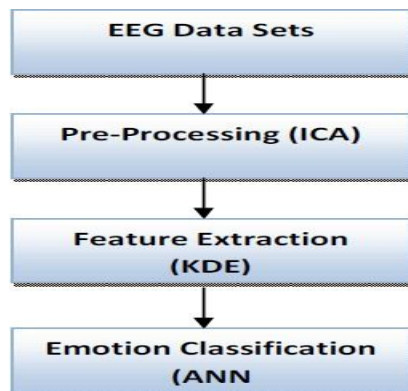 EEG Data Sets
Pre-Processing (ICA)
Feature Extraction
(KDE)
Emotion Classification
(ANN